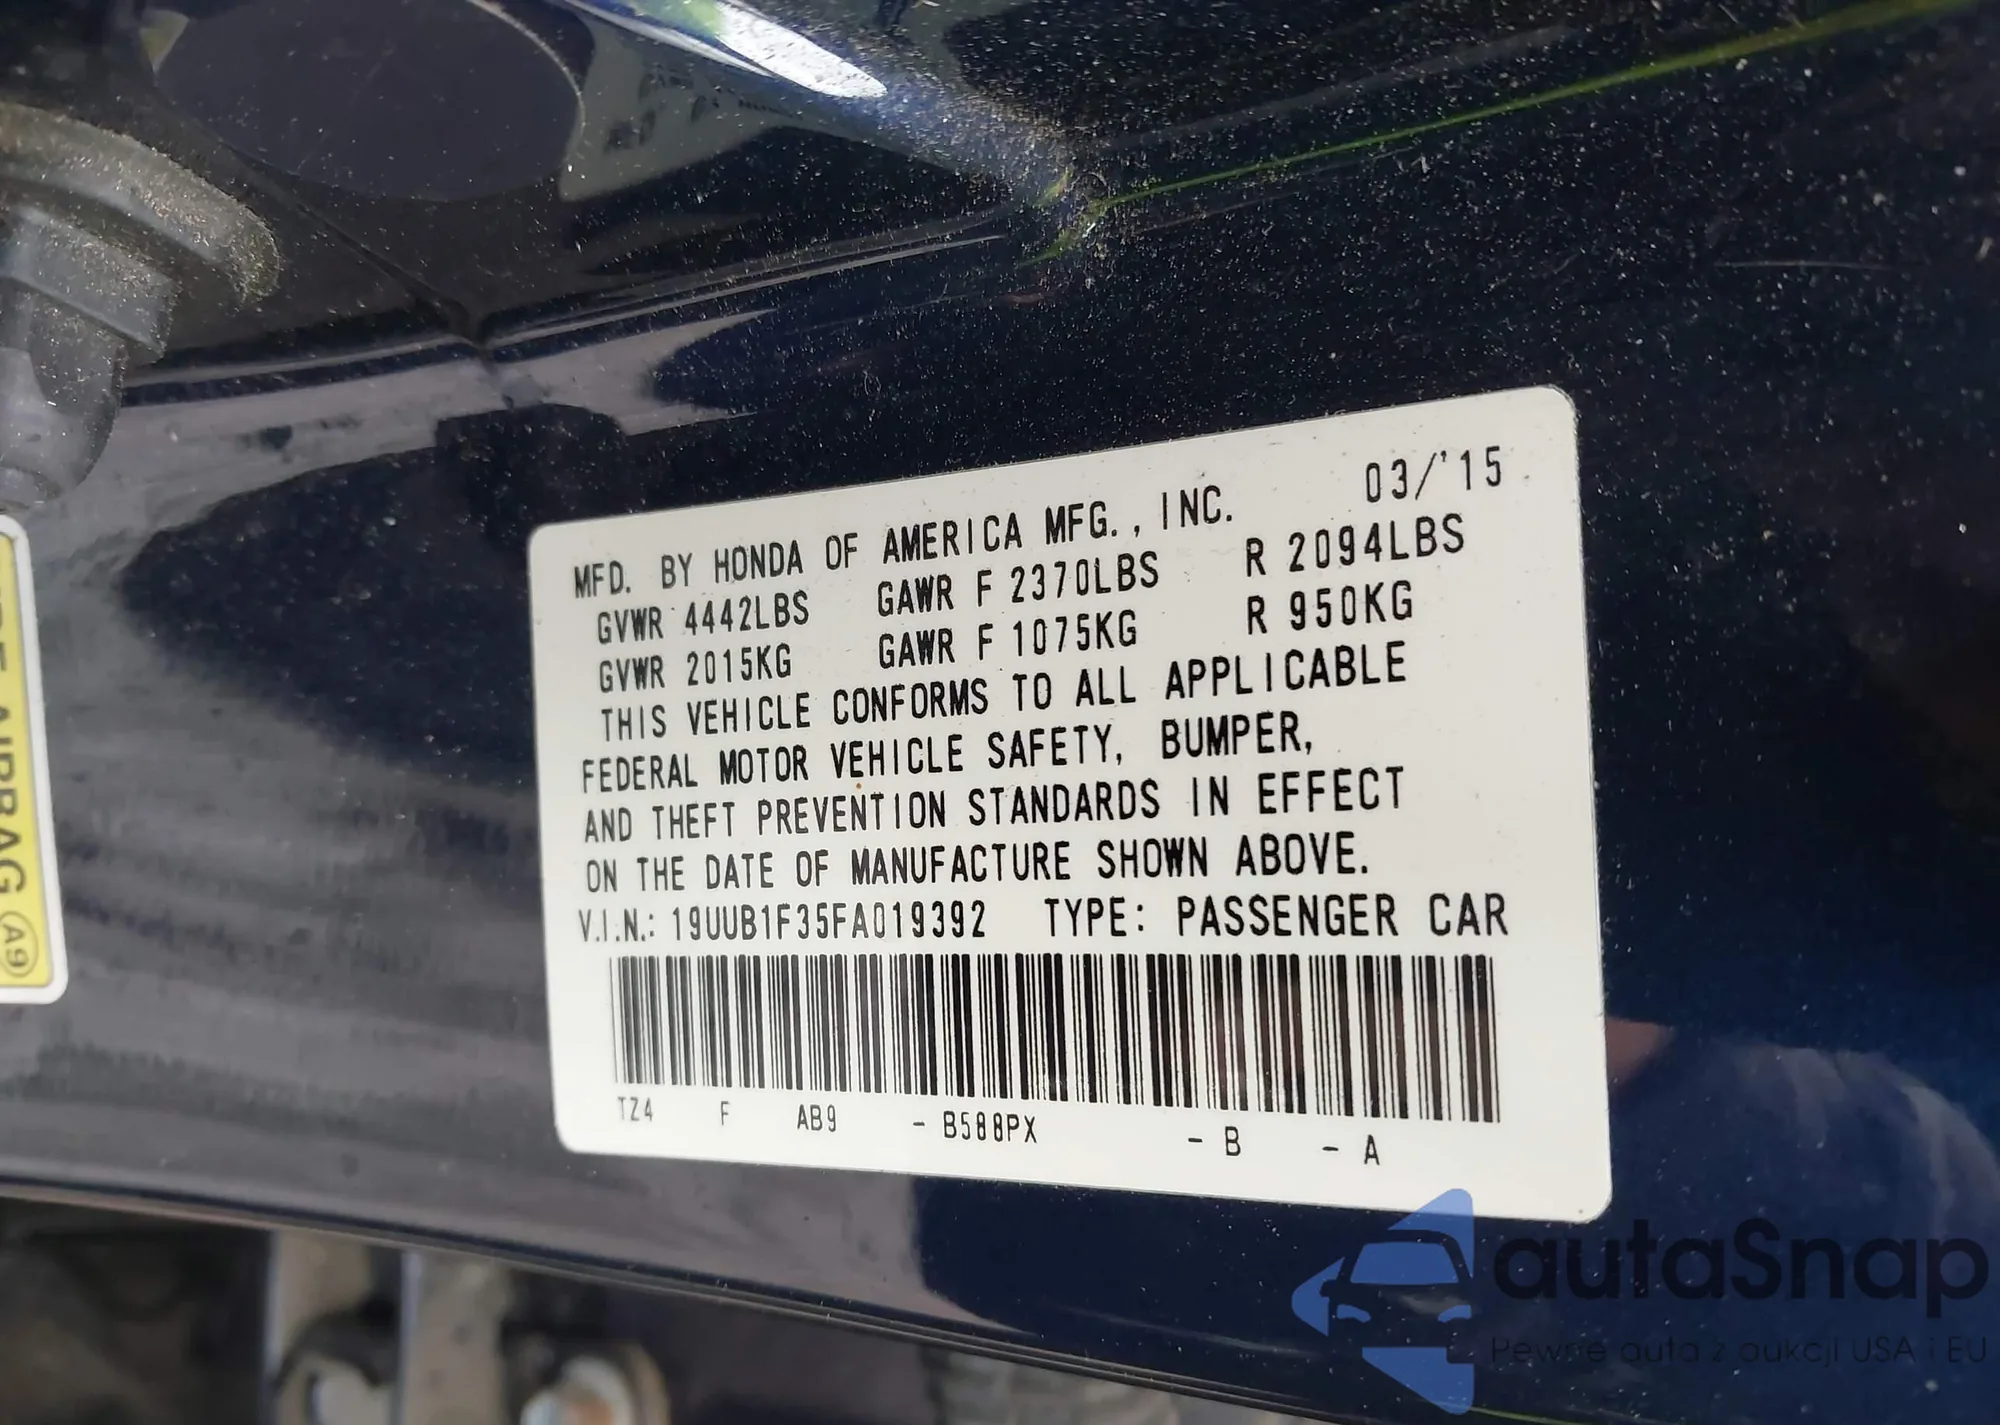 MFD. BY HONDA OF AMERICA MFG., INC. 03/'15
GVWR 4442LBS GAWR F 2370LBS R 2094LBS
GVWR 2015KG GAWR F 1075KG R 950KG
THIS VEHICLE CONFORMS TO ALL APPLICABLE
FEDERAL MOTOR VEHICLE SAFETY, BUMPER,
AND THEFT PREVENTION STANDARDS IN EFFECT
ON THE DATE OF MANUFACTURE SHOWN ABOVE.
V.I.N.: 19UUB1F35FA019392 TYPE: PASSENGER CAR
TZ4 F AB9 - B588PX - B - A
AIRBAG A9
autaSnap
Pewne auta z aukcji USA i EU